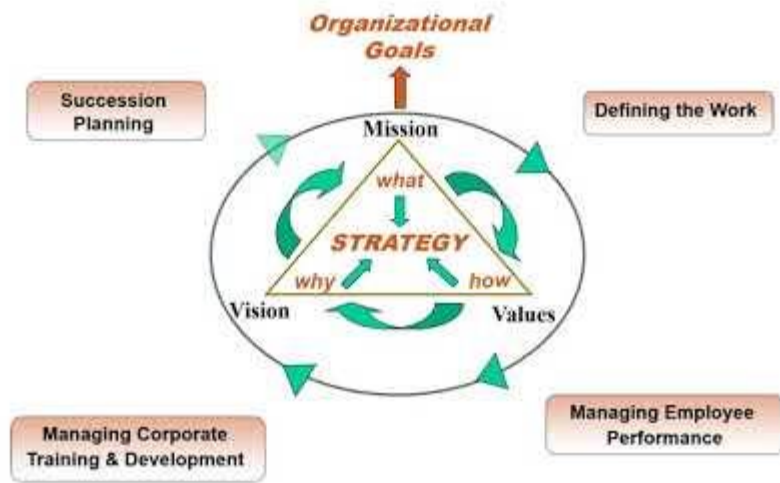 Organizational
Goals
Succession
Planning
Defining the Work
Mission
what
STRATEGY
why
how
Vision
Values
Managing Corporate
Training & Development
Managing Employee
Performance